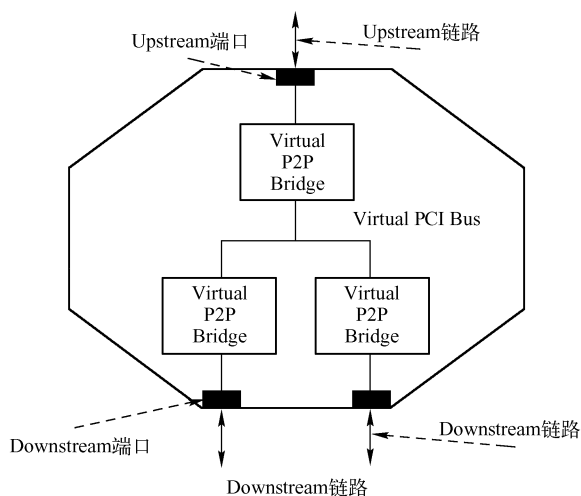 Upstream链路
Upstream端口
Virtual
P2P
Bridge
Virtual PCI Bus
Virtual
P2P
Bridge
Virtual
P2P
Bridge
Downstream端口
Downstream链路
Downstream链路